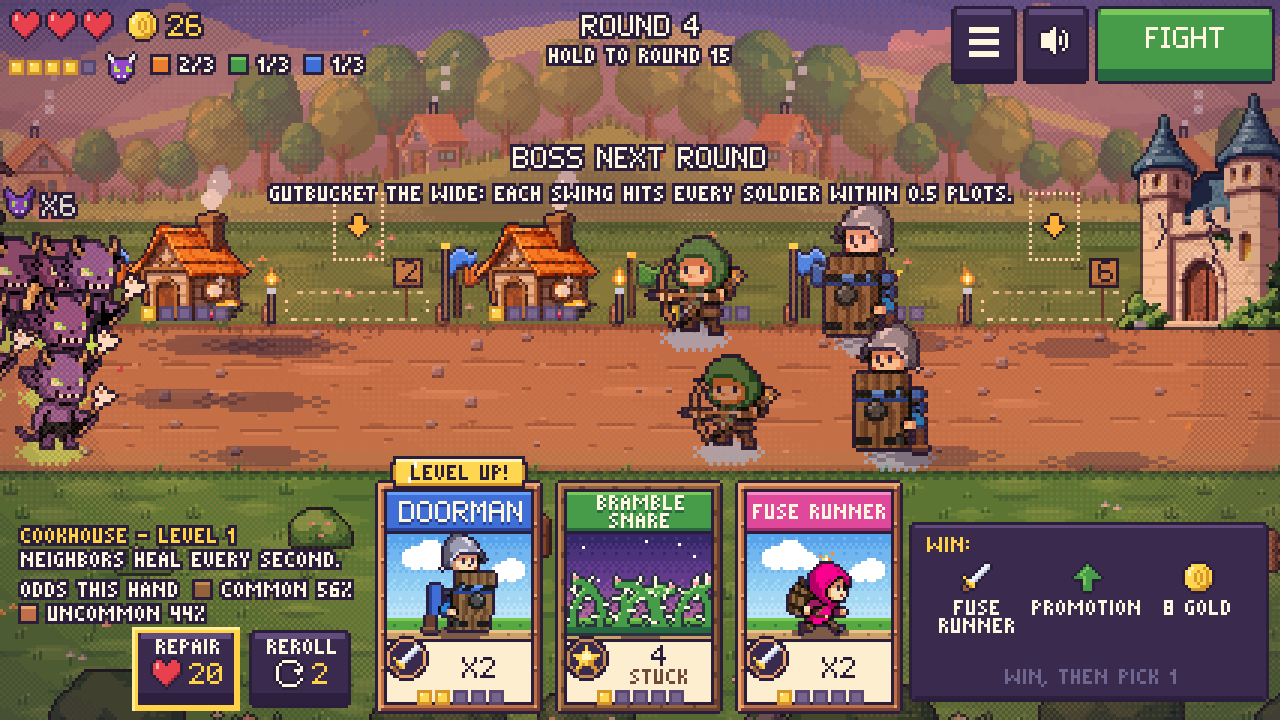 26
ROUND 4
HOLD TO ROUND 15
FIGHT
2/3 1/3 1/3
BOSS NEXT ROUND
GUTBUCKET THE WIDE: EACH SWING HITS EVERY SOLDIER WITHIN 0.5 PLOTS.
X6
2
6
LEVEL UP!
DOORMAN
X2
BRAMBLE
SNARE
4
STUCK
FUSE RUNNER
X2
COOKHOUSE - LEVEL 1
NEIGHBORS HEAL EVERY SECOND.
ODDS THIS HAND COMMON 56%
UNCOMMON 44%
REPAIR
20
REROLL
2
WIN:
FUSE
RUNNER
PROMOTION
8 GOLD
WIN, THEN PICK 1